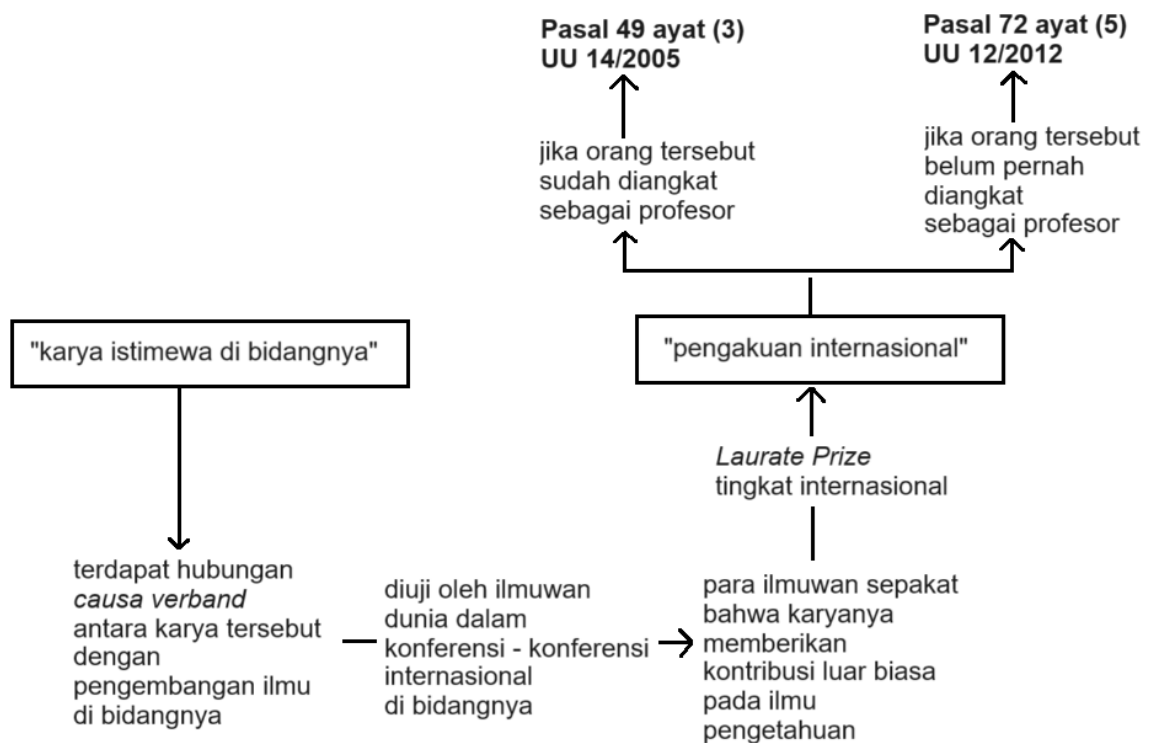 Pasal 49 ayat (3)
UU 14/2005
Pasal 72 ayat (5)
UU 12/2012
jika orang tersebut
sudah diangkat
sebagai profesor
jika orang tersebut
belum pernah
diangkat
sebagai profesor
"karya istimewa di bidangnya"
"pengakuan internasional"
Laurate Prize
tingkat internasional
terdapat hubungan
causa verband
antara karya tersebut
dengan
pengembangan ilmu
di bidangnya
diuji oleh ilmuwan
dunia dalam
konferensi - konferensi
internasional
di bidangnya
para ilmuwan sepakat
bahwa karyanya
memberikan
kontribusi luar biasa
pada ilmu
pengetahuan